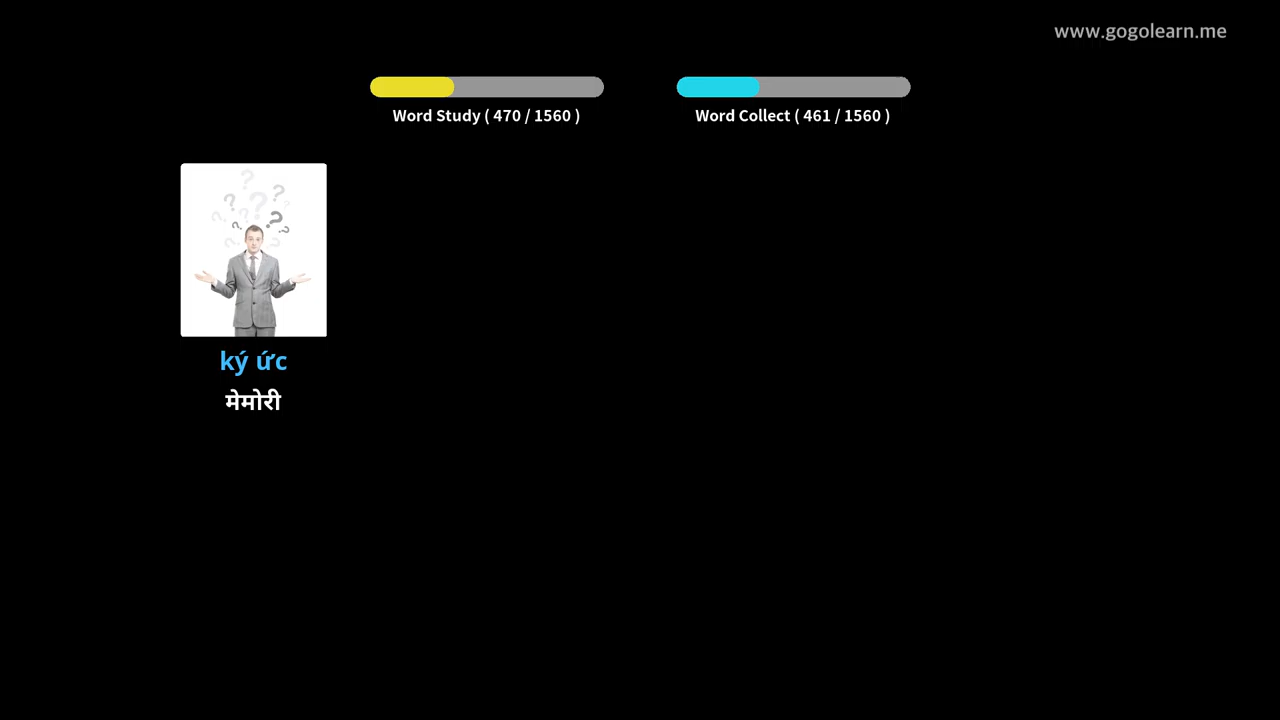 www.gogolearn.me
Word Study ( 470 / 1560 )
Word Collect ( 461 / 1560 )
ký ức
मेमोरी